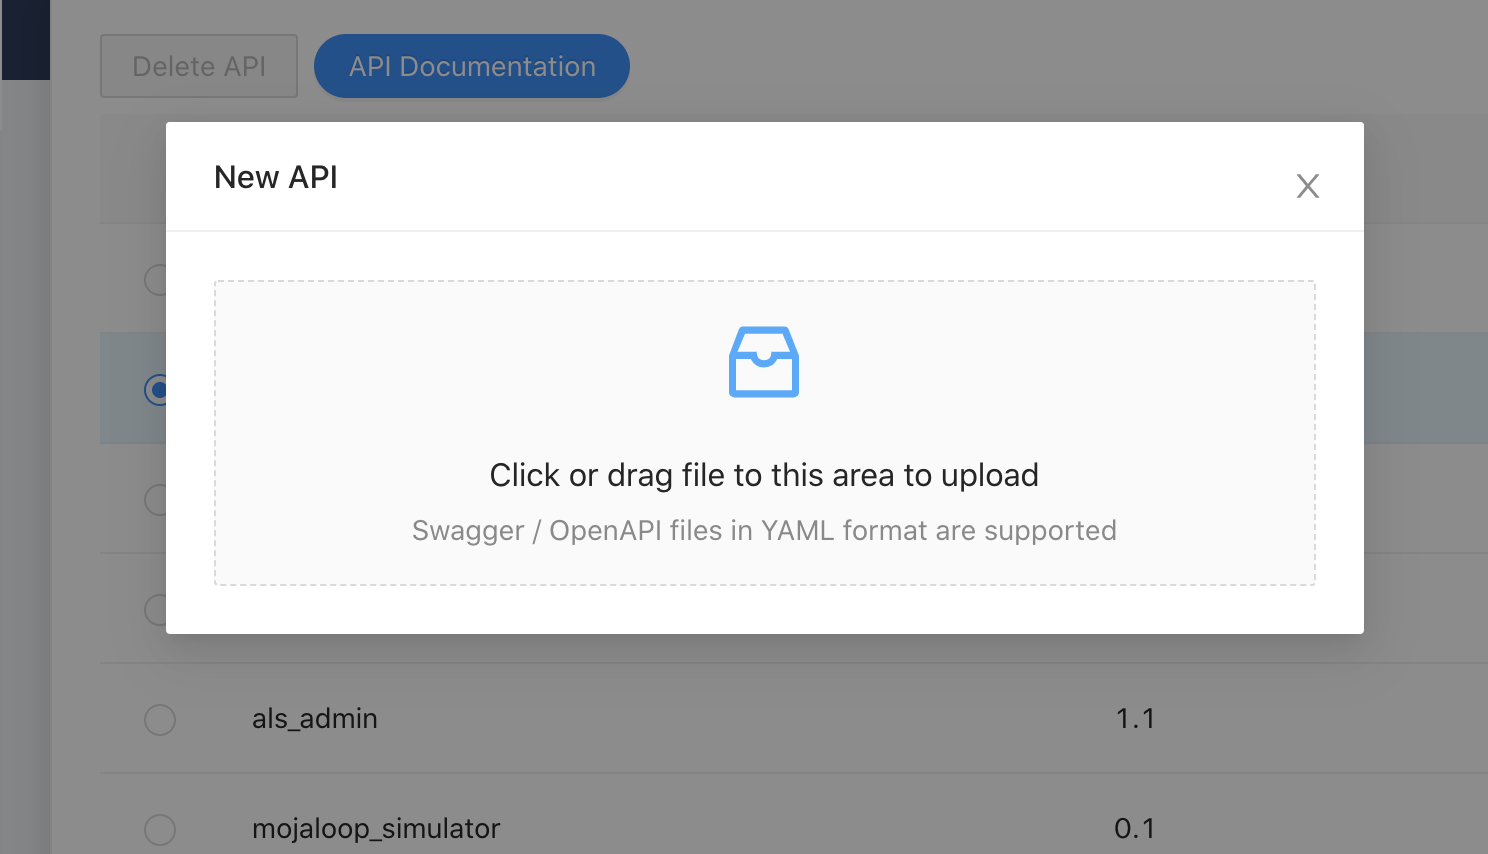 Delete API
API Documentation
New API
Click or drag file to this area to upload
Swagger / OpenAPI files in YAML format are supported
als_admin 1.1
mojaloop_simulator 0.1